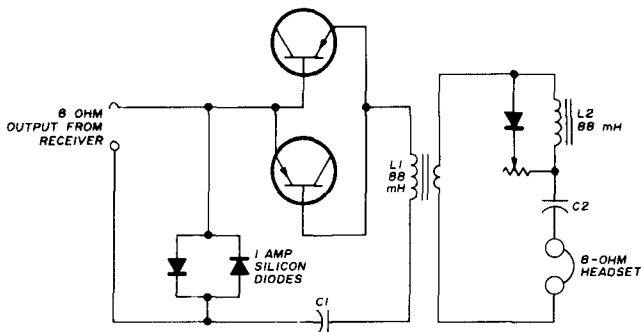 8 OHM
OUTPUT FROM
RECEIVER
1 AMP
SILICON
DIODES
C1
L1
88
mH
L2
88 mH
C2
8-OHM
HEADSET